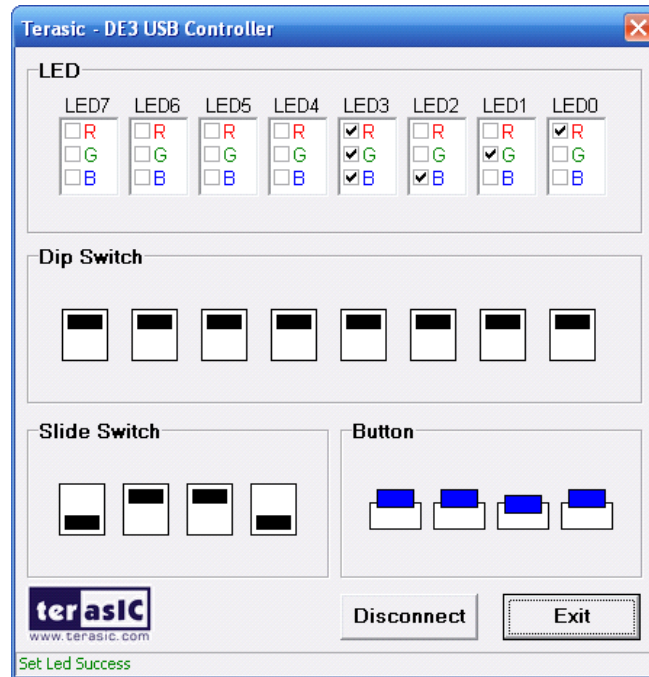 Terasic - DE3 USB Controller
LED
LED7 LED6 LED5 LED4 LED3 LED2 LED1 LED0
R R R R R R R R
G G G G G G G G
B B B B B B B B
Dip Switch
Slide Switch
Button
terasIC
www.terasic.com
Disconnect
Exit
Set Led Success